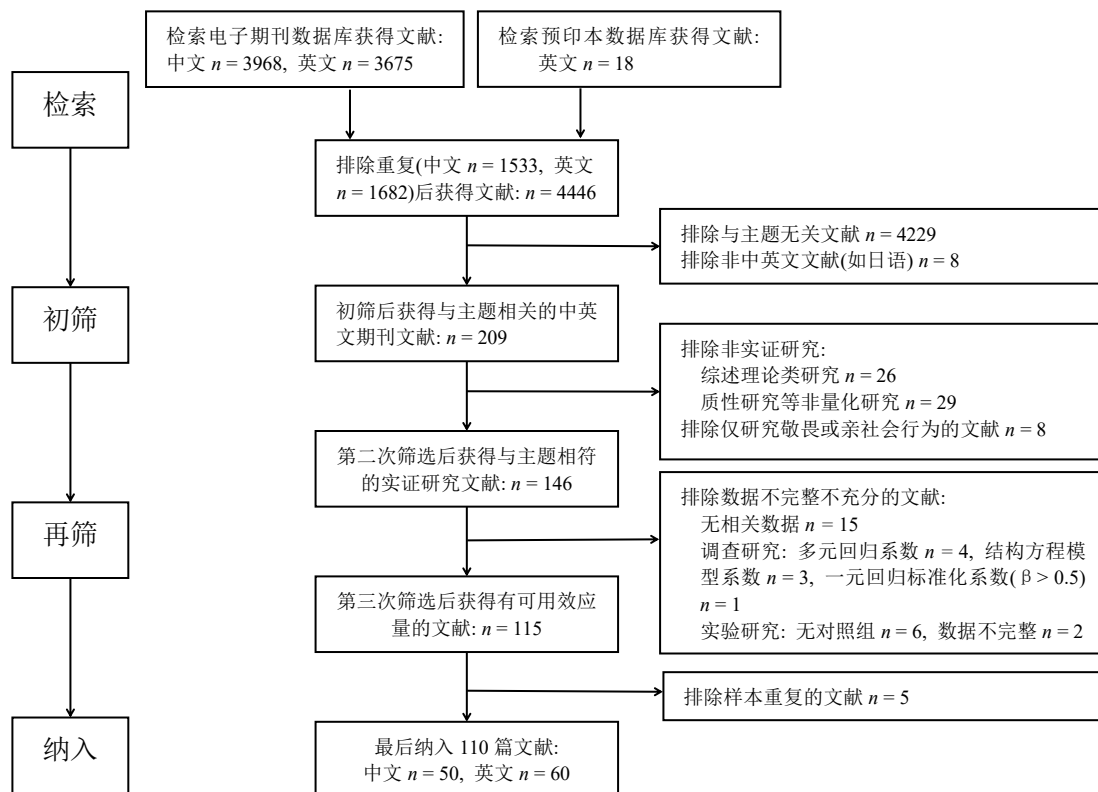 检索电子期刊数据库获得文献:
中文 n = 3968, 英文 n = 3675
检索预印本数据库获得文献:
英文 n = 18
检索
排除重复(中文 n = 1533, 英文
n = 1682)后获得文献: n = 4446
排除与主题无关文献 n = 4229
排除非中英文文献(如日语) n = 8
初筛
初筛后获得与主题相关的中英
文期刊文献: n = 209
排除非实证研究:
综述理论类研究 n = 26
质性研究等非量化研究 n = 29
排除仅研究敬畏或亲社会行为的文献 n = 8
第二次筛选后获得与主题相符
的实证研究文献: n = 146
再筛
排除数据不完整不充分的文献:
无相关数据 n = 15
调查研究: 多元回归系数 n = 4, 结构方程模
型系数 n = 3, 一元回归标准化系数(β > 0.5)
n = 1
实验研究: 无对照组 n = 6, 数据不完整 n = 2
第三次筛选后获得有可用效应
量的文献: n = 115
排除样本重复的文献 n = 5
纳入
最后纳入 110 篇文献:
中文 n = 50, 英文 n = 60